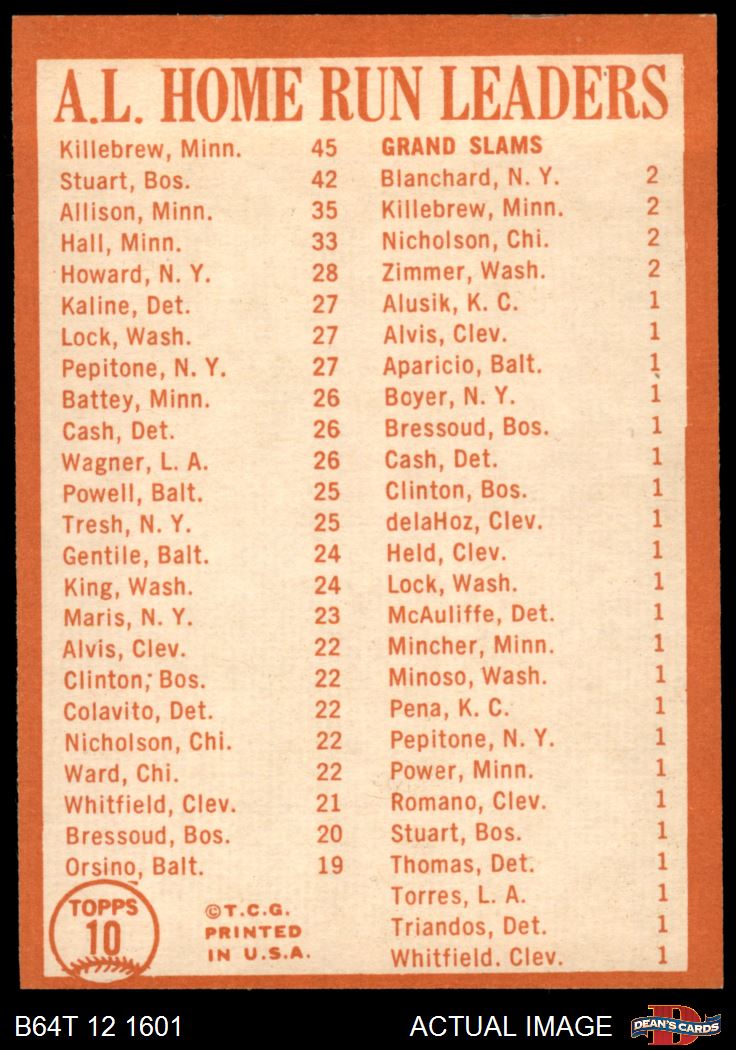 A.L. HOME RUN LEADERS
Killebrew, Minn. 45
Stuart, Bos. 42
Allison, Minn. 35
Hall, Minn. 33
Howard, N. Y. 28
Kaline, Det. 27
Lock, Wash. 27
Pepitone, N. Y. 27
Battey, Minn. 26
Cash, Det. 26
Wagner, L. A. 26
Powell, Balt. 25
Tresh, N. Y. 25
Gentile, Balt. 24
King, Wash. 24
Maris, N. Y. 23
Alvis, Clev. 22
Clinton, Bos. 22
Colavito, Det. 22
Nicholson, Chi. 22
Ward, Chi. 22
Whitfield, Clev. 21
Bressoud, Bos. 20
Orsino, Balt. 19
GRAND SLAMS
Blanchard, N. Y. 2
Killebrew, Minn. 2
Nicholson, Chi. 2
Zimmer, Wash. 2
Alusik, K. C. 1
Alvis, Clev. 1
Aparicio, Balt. 1
Boyer, N. Y. 1
Bressoud, Bos. 1
Cash, Det. 1
Clinton, Bos. 1
delaHoz, Clev. 1
Held, Clev. 1
Lock, Wash. 1
McAuliffe, Det. 1
Mincher, Minn. 1
Minoso, Wash. 1
Pena, K. C. 1
Pepitone, N. Y. 1
Power, Minn. 1
Romano, Clev. 1
Stuart, Bos. 1
Thomas, Det. 1
Torres, L. A. 1
Triandos, Det. 1
Whitfield. Clev. 1
TOPPS
10
©T.C.G.
PRINTED
IN U.S.A.
B64T 12 1601
ACTUAL IMAGE
D
DEAN'S CARDS